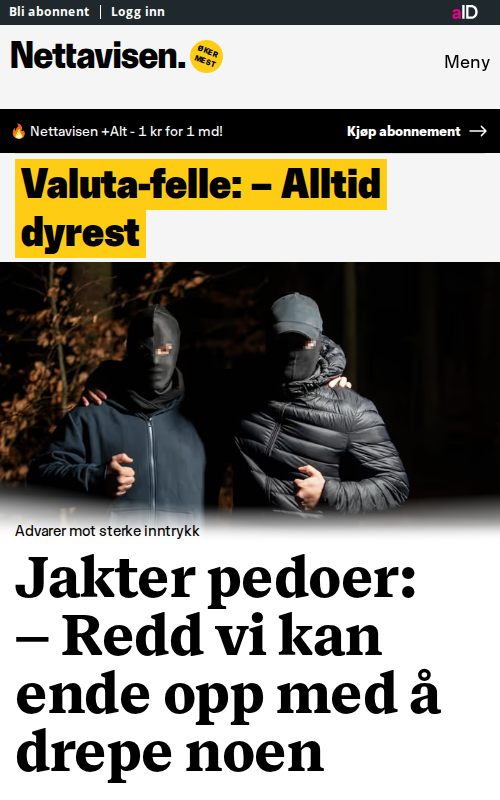 Bli abonnent | Logg inn
aID
Nettavisen.
ØKER
MEST
Meny
🔥 Nettavisen +Alt - 1 kr for 1 md!
Kjøp abonnement →
Valuta-felle: – Alltid
dyrest
Advarer mot sterke inntrykk
Jakter pedoer:
– Redd vi kan
ende opp med å
drepe noen